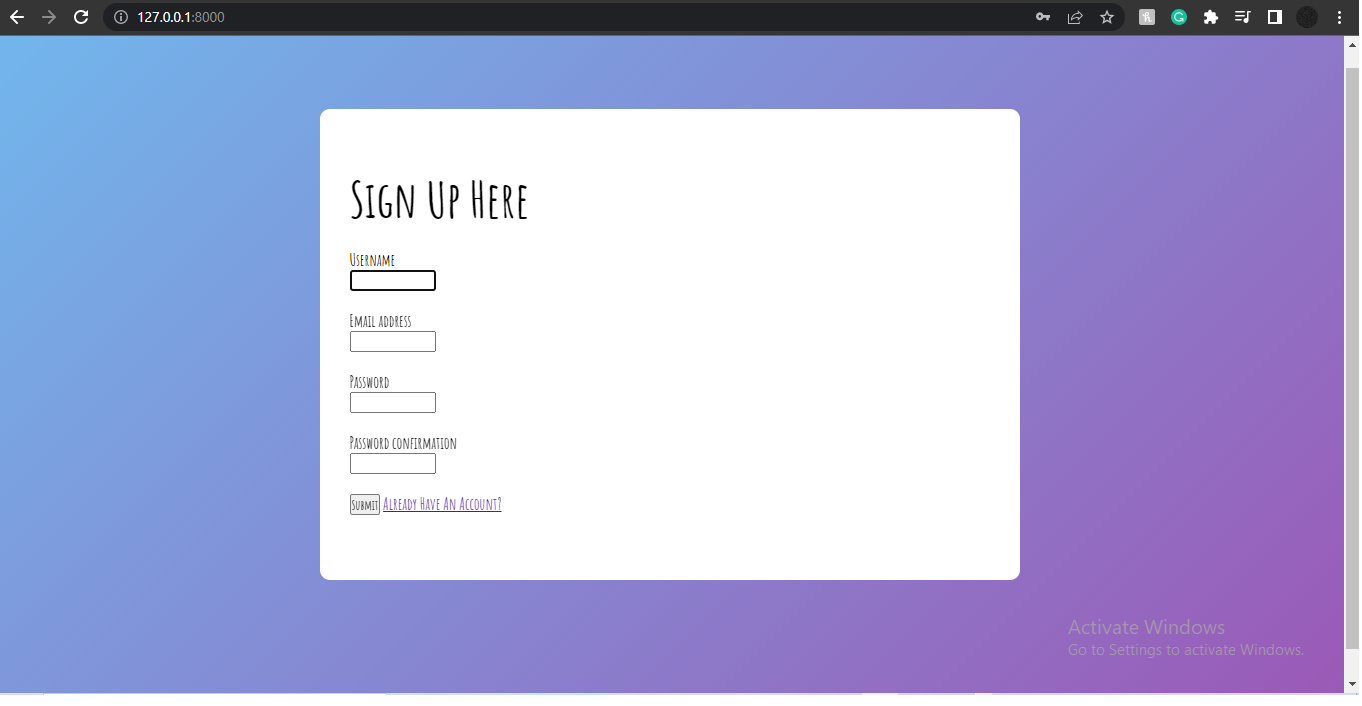 127.0.0.1:8000
Sign Up Here
Username
Email address
Password
Password confirmation
Submit Already Have An Account?
Activate Windows
Go to Settings to activate Windows.